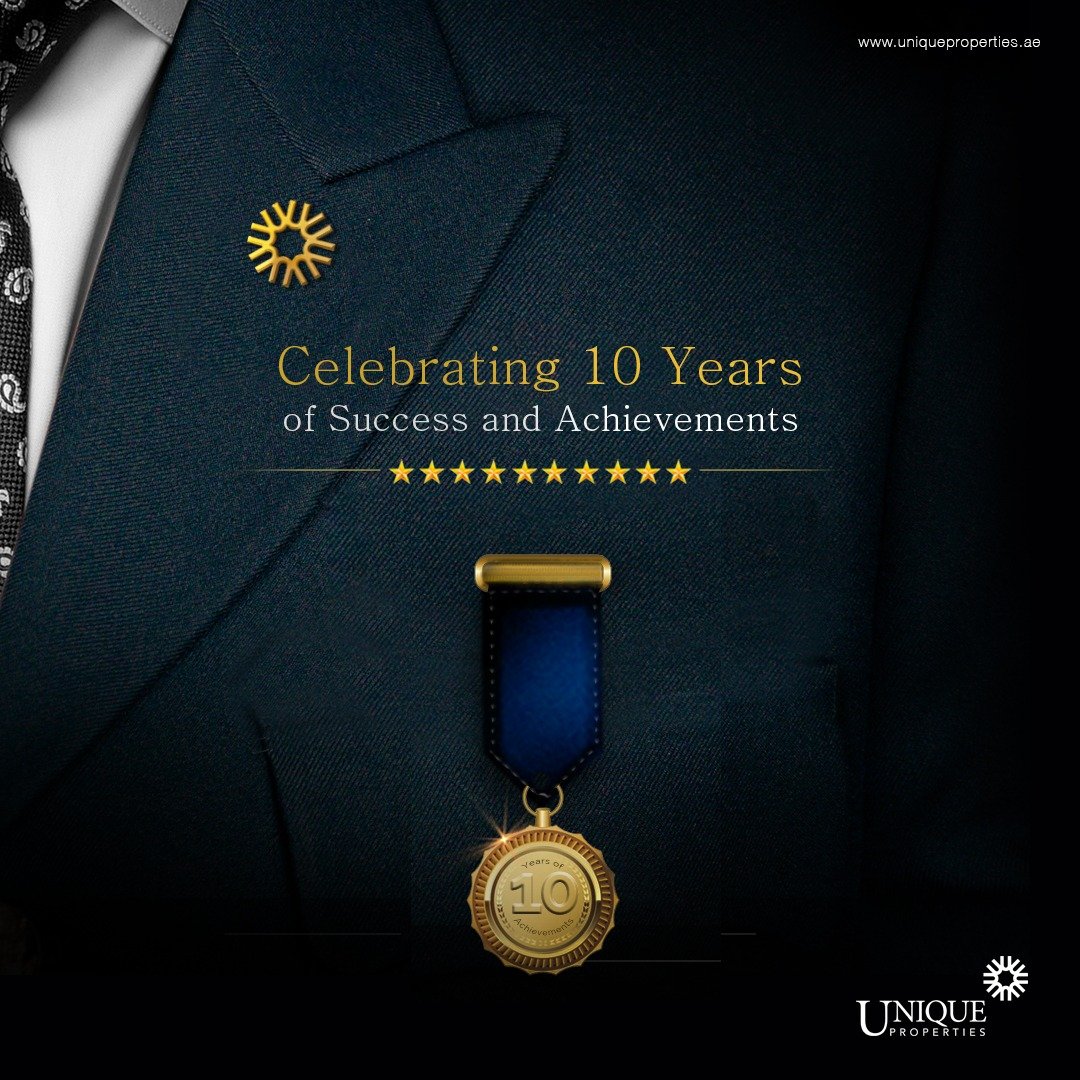 www.uniqueproperties.ae
Celebrating 10 Years
of Success and Achievements
Years of
10
Achievements
UNIQUE
PROPERTIES